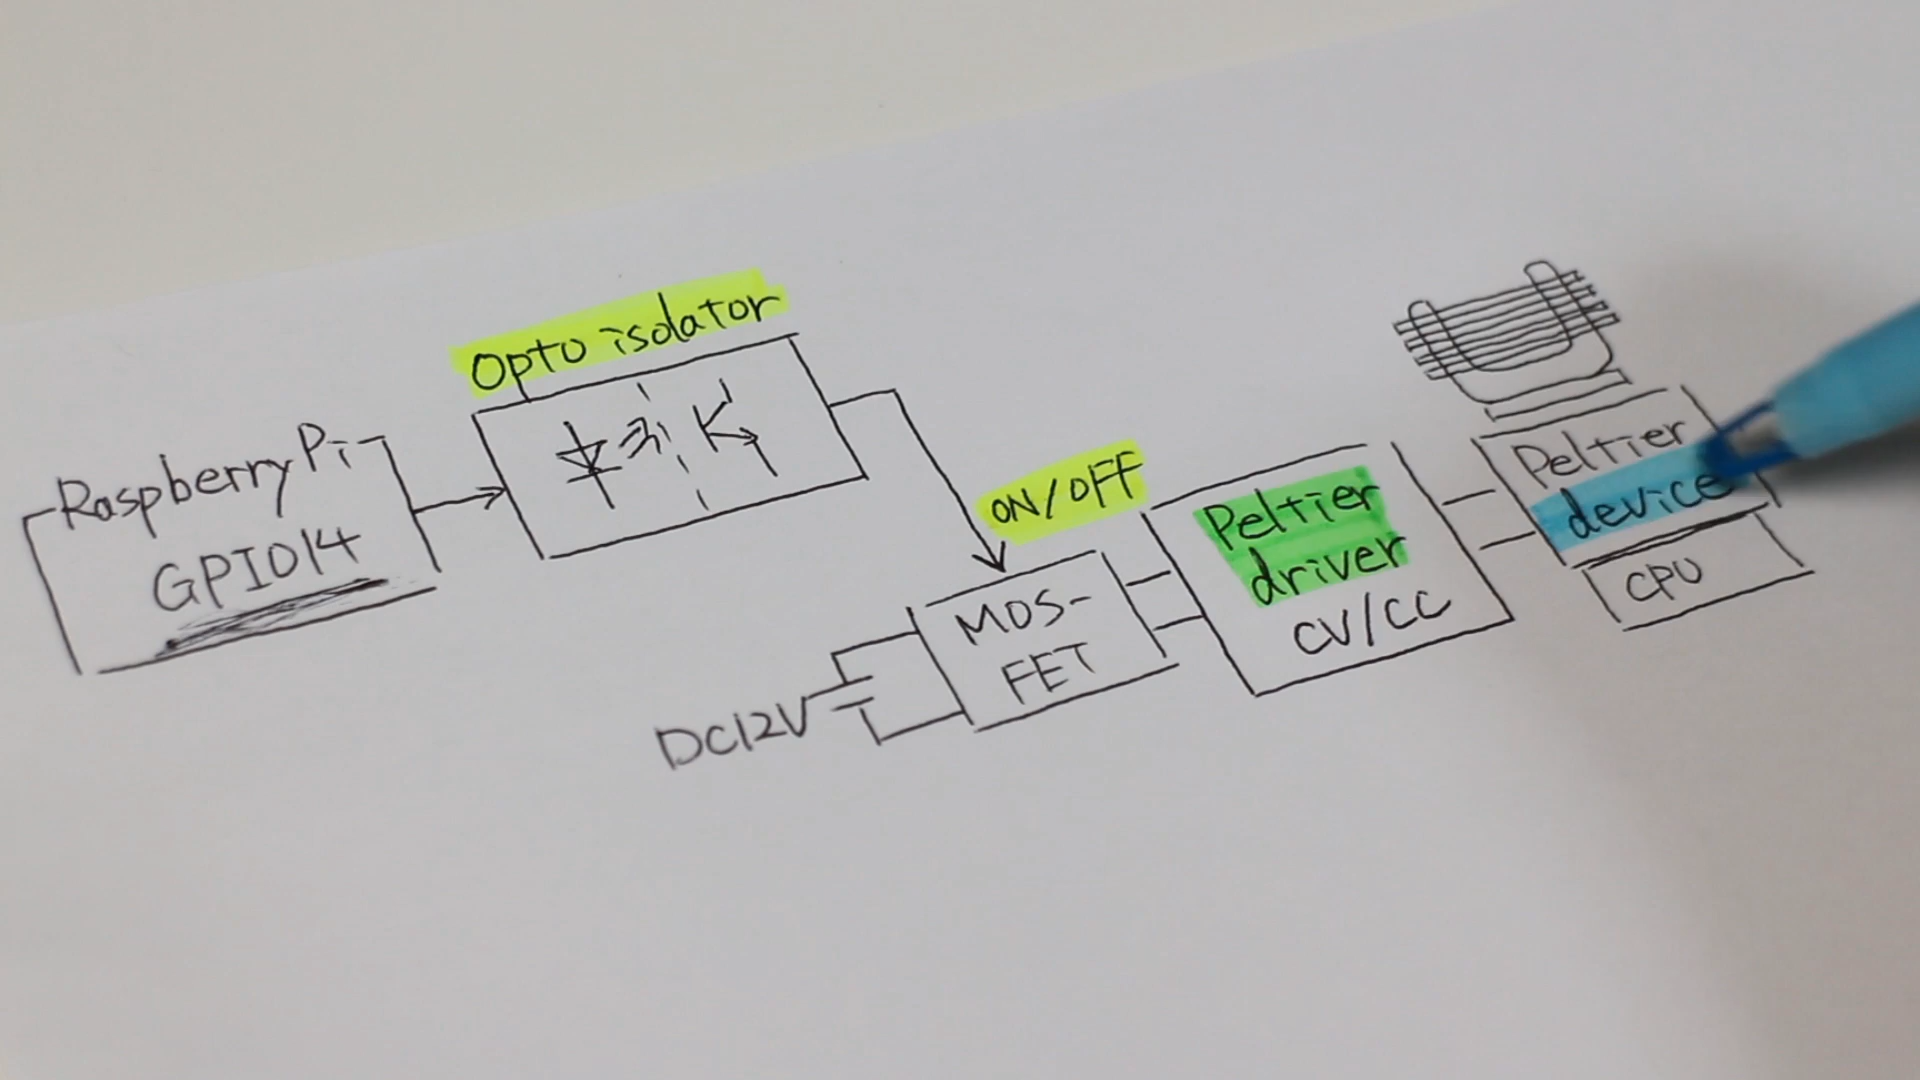 Opto isolator
Raspberry Pi
GPIO14
ON/OFF
MOS-
FET
DC12V
Peltier
driver
CV/CC
Peltier
device
CPU